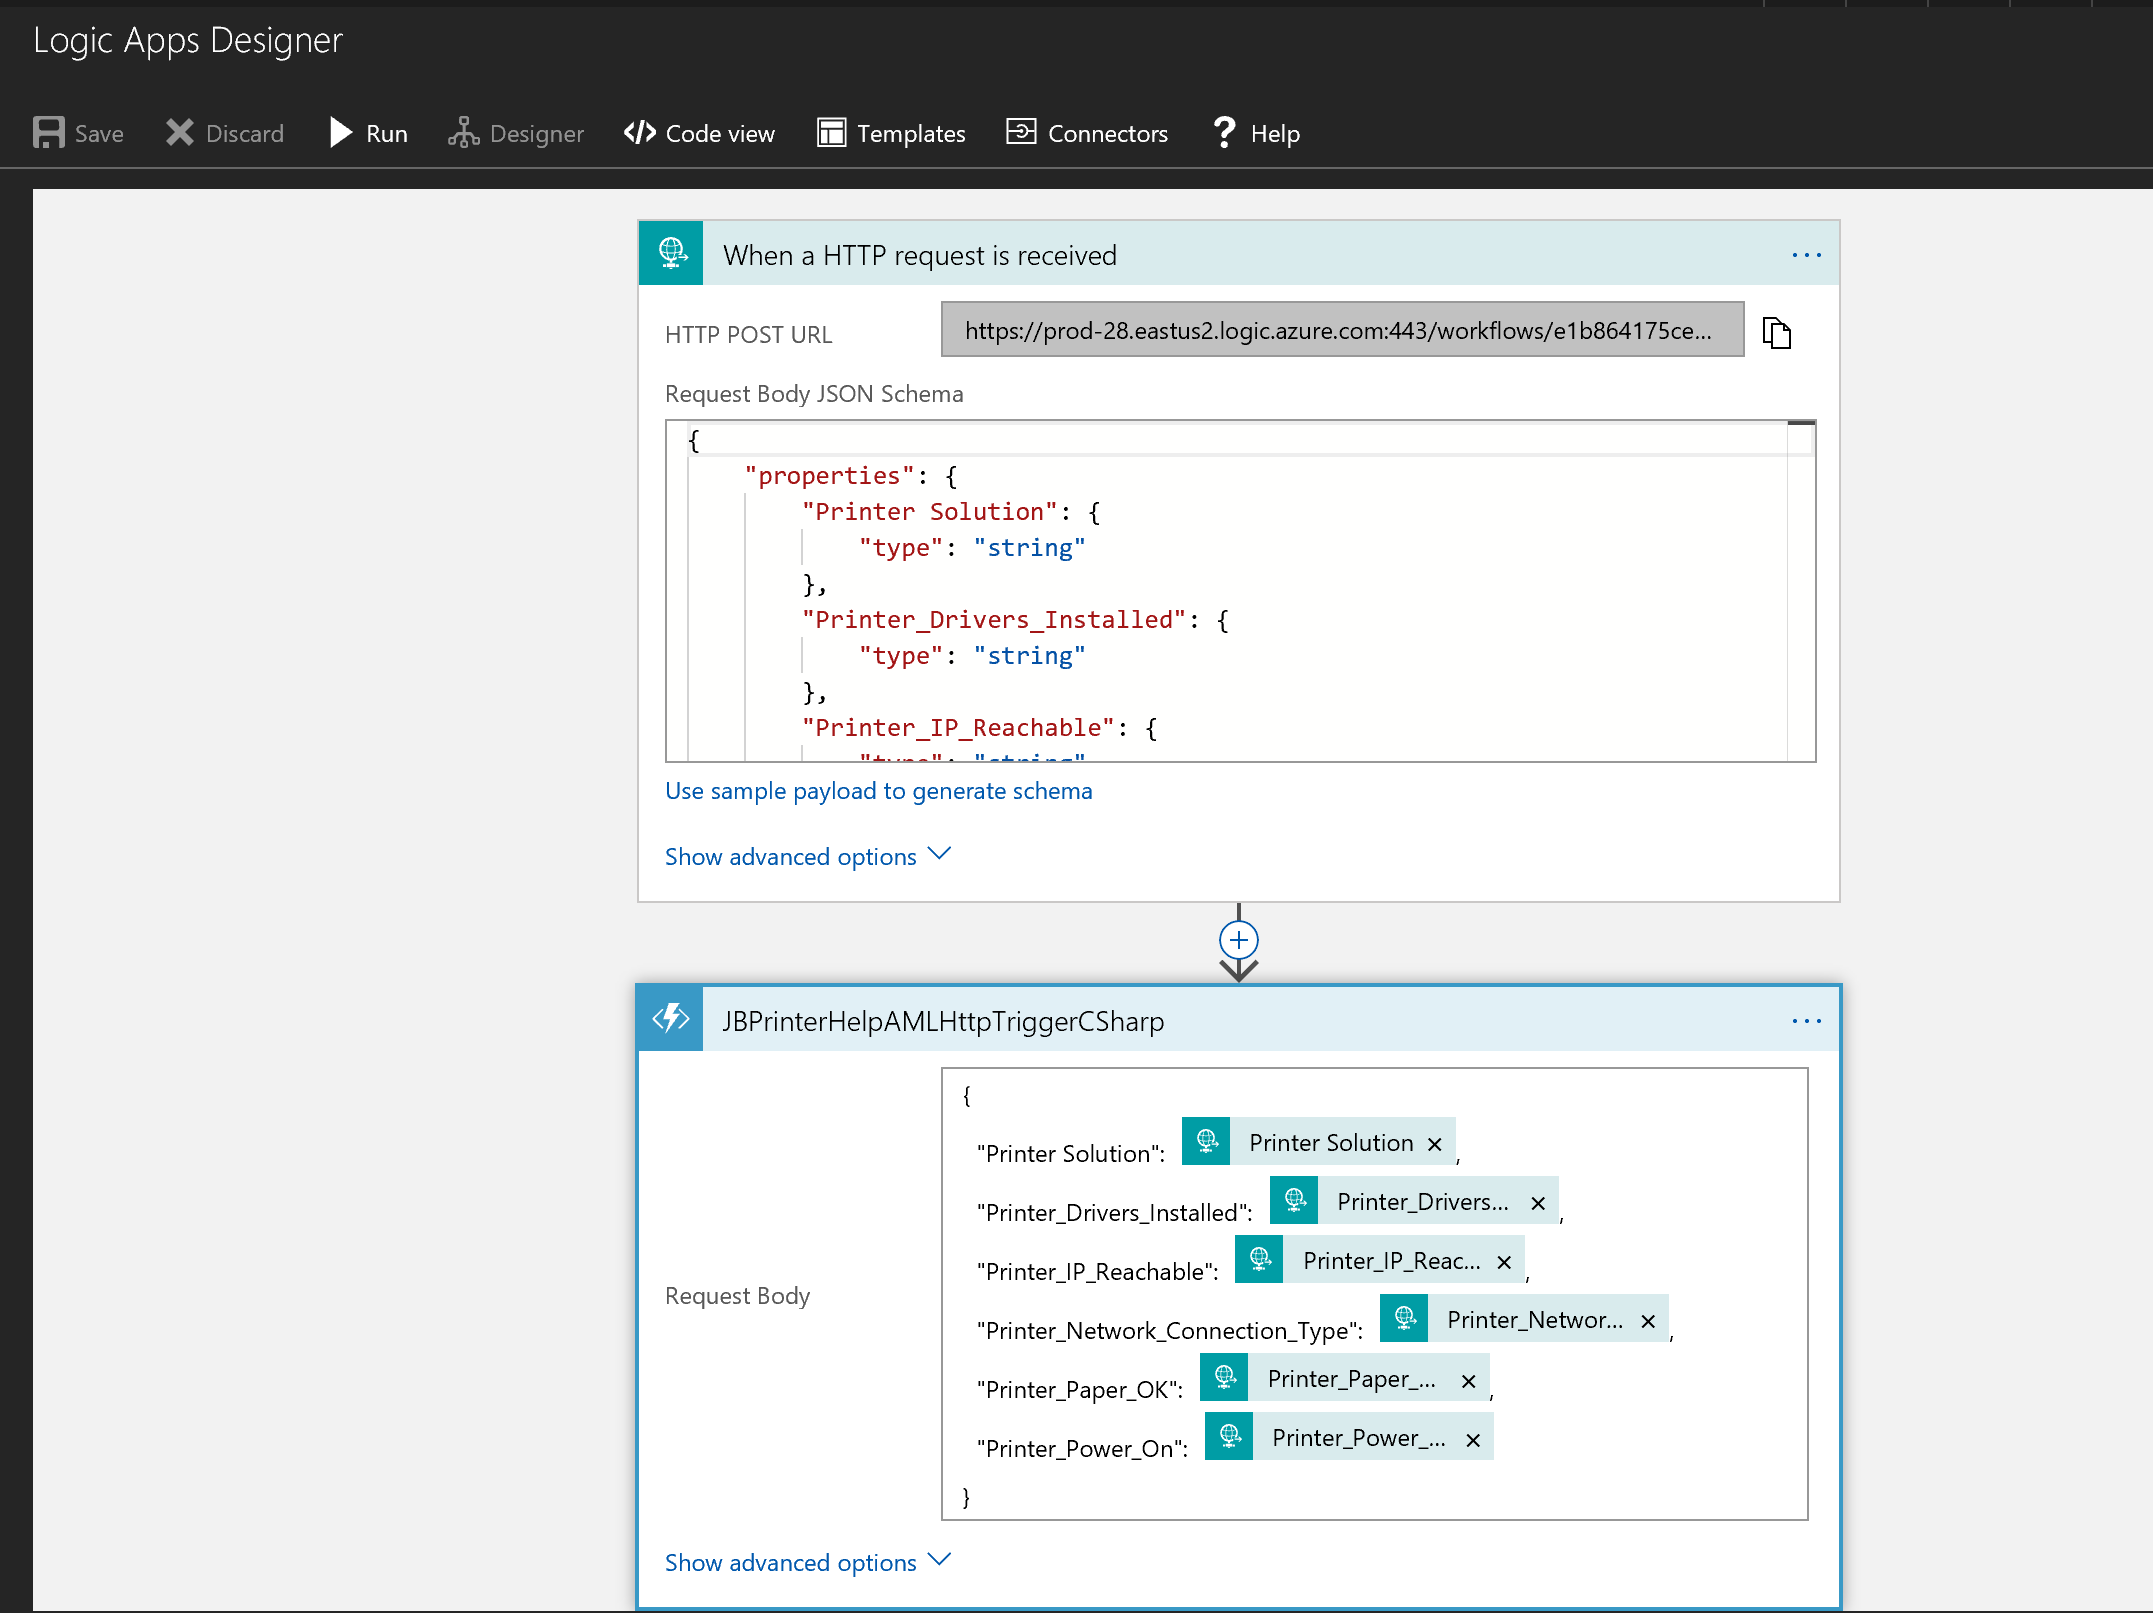 Logic Apps Designer
Save Discard Run Designer Code view Templates Connectors Help
When a HTTP request is received ...
HTTP POST URL https://prod-28.eastus2.logic.azure.com:443/workflows/e1b864175ce...
Request Body JSON Schema
{
"properties": {
"Printer Solution": {
"type": "string"
},
"Printer_Drivers_Installed": {
"type": "string"
},
"Printer_IP_Reachable": {
"type": "string"
Use sample payload to generate schema
Show advanced options
JBPrinterHelpAMLHttpTriggerCSharp ...
Request Body
{
"Printer Solution": Printer Solution ×,
"Printer_Drivers_Installed": Printer_Drivers... ×,
"Printer_IP_Reachable": Printer_IP_Reac... ×,
"Printer_Network_Connection_Type": Printer_Networ... ×,
"Printer_Paper_OK": Printer_Paper_... ×,
"Printer_Power_On": Printer_Power_... ×
}
Show advanced options